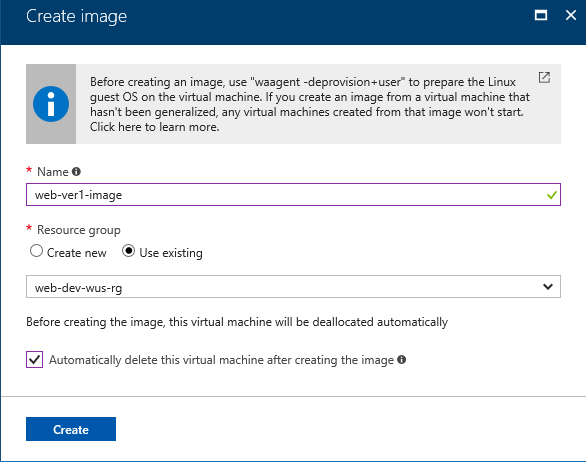 Create image
Before creating an image, use "waagent -deprovision+user" to prepare the Linux
guest OS on the virtual machine. If you create an image from a virtual machine that
hasn't been generalized, any virtual machines created from that image won't start.
Click here to learn more.
* Name
web-ver1-image
* Resource group
Create new Use existing
web-dev-wus-rg
Before creating the image, this virtual machine will be deallocated automatically
Automatically delete this virtual machine after creating the image
Create